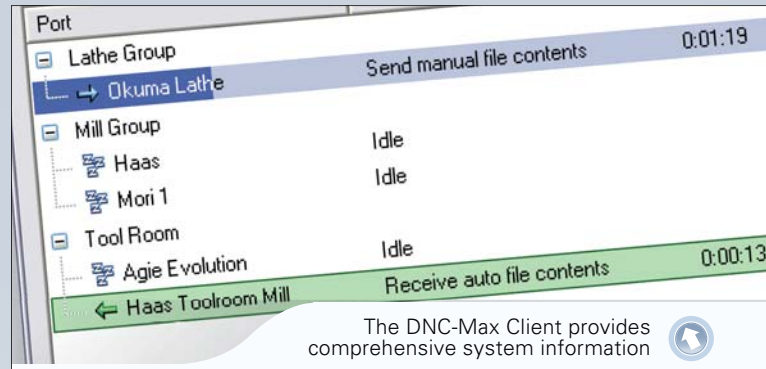 Port
Lathe Group
Okuma Lathe Send manual file contents 0:01:19
Mill Group
Haas Idle
Mori 1 Idle
Tool Room
Agie Evolution Idle
Haas Toolroom Mill Receive auto file contents 0:00:13
The DNC-Max Client provides
comprehensive system information